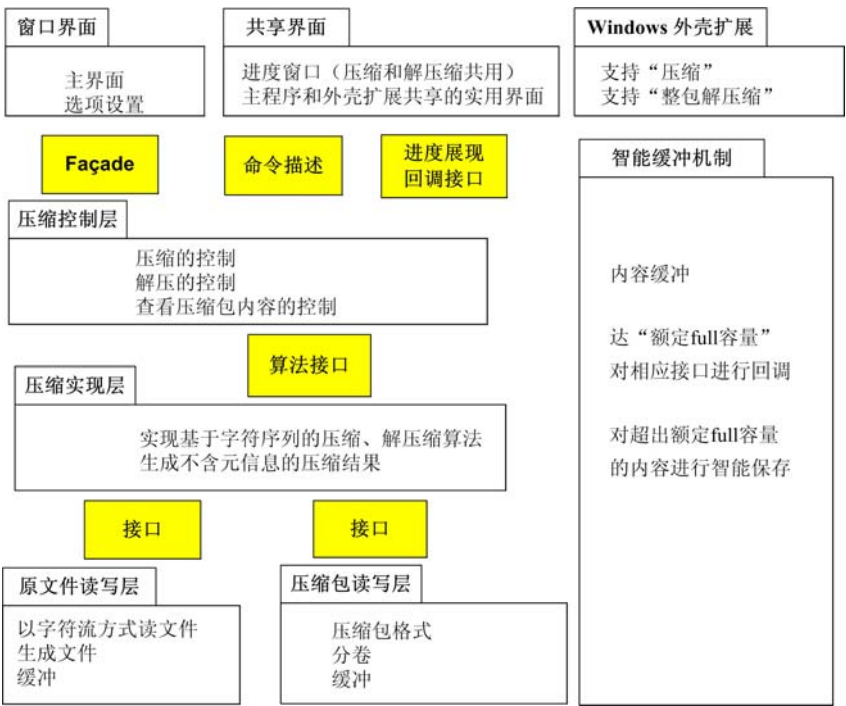 窗口界面
主界面
选项设置
共享界面
进度窗口（压缩和解压缩共用）
主程序和外壳扩展共享的实用界面
Windows 外壳扩展
支持“压缩”
支持“整包解压缩”
Façade
命令描述
进度展现
回调接口
智能缓冲机制
内容缓冲
达“额定full容量”
对相应接口进行回调
对超出额定full容量
的内容进行智能保存
压缩控制层
压缩的控制
解压的控制
查看压缩包内容的控制
算法接口
压缩实现层
实现基于字符序列的压缩、解压缩算法
生成不含元信息的压缩结果
接口
接口
原文件读写层
以字符流方式读文件
生成文件
缓冲
压缩包读写层
压缩包格式
分卷
缓冲